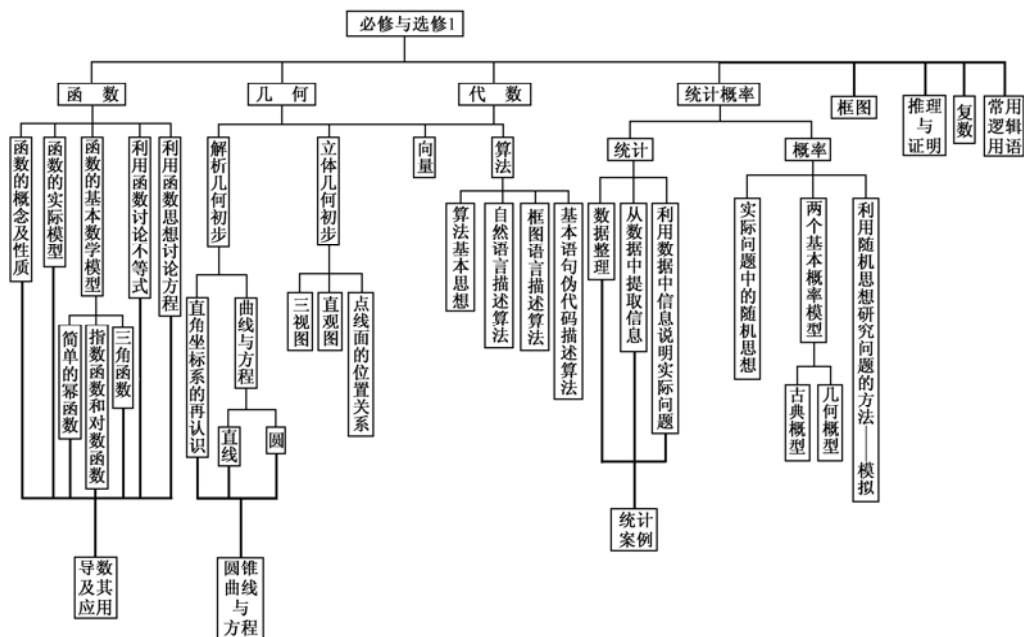 必修与选修1
函 数
几 何
代 数
统计概率
框图
推理
与
证明
复数
常用
逻辑
用语
函数的概念及性质
函数的实际模型
函数的基本数学模型
利用函数讨论不等式
利用函数思想讨论方程
解析几何初步
立体几何初步
向量
算法
统计
概率
简单的幂函数
指数函数和对数函数
三角函数
直角坐标系的再认识
曲线与方程
直线
圆
三视图
直观图
点线面的位置关系
算法基本思想
自然语言描述算法
框图语言描述算法
基本语句伪代码描述算法
数据整理
从数据中提取信息
利用数据中信息说明实际问题
实际问题中的随机思想
两个基本概率模型
利用随机思想研究问题的方法——模拟
古典概型
几何概型
导数
及其
应用
圆锥
曲线
与
方程
统计
案例